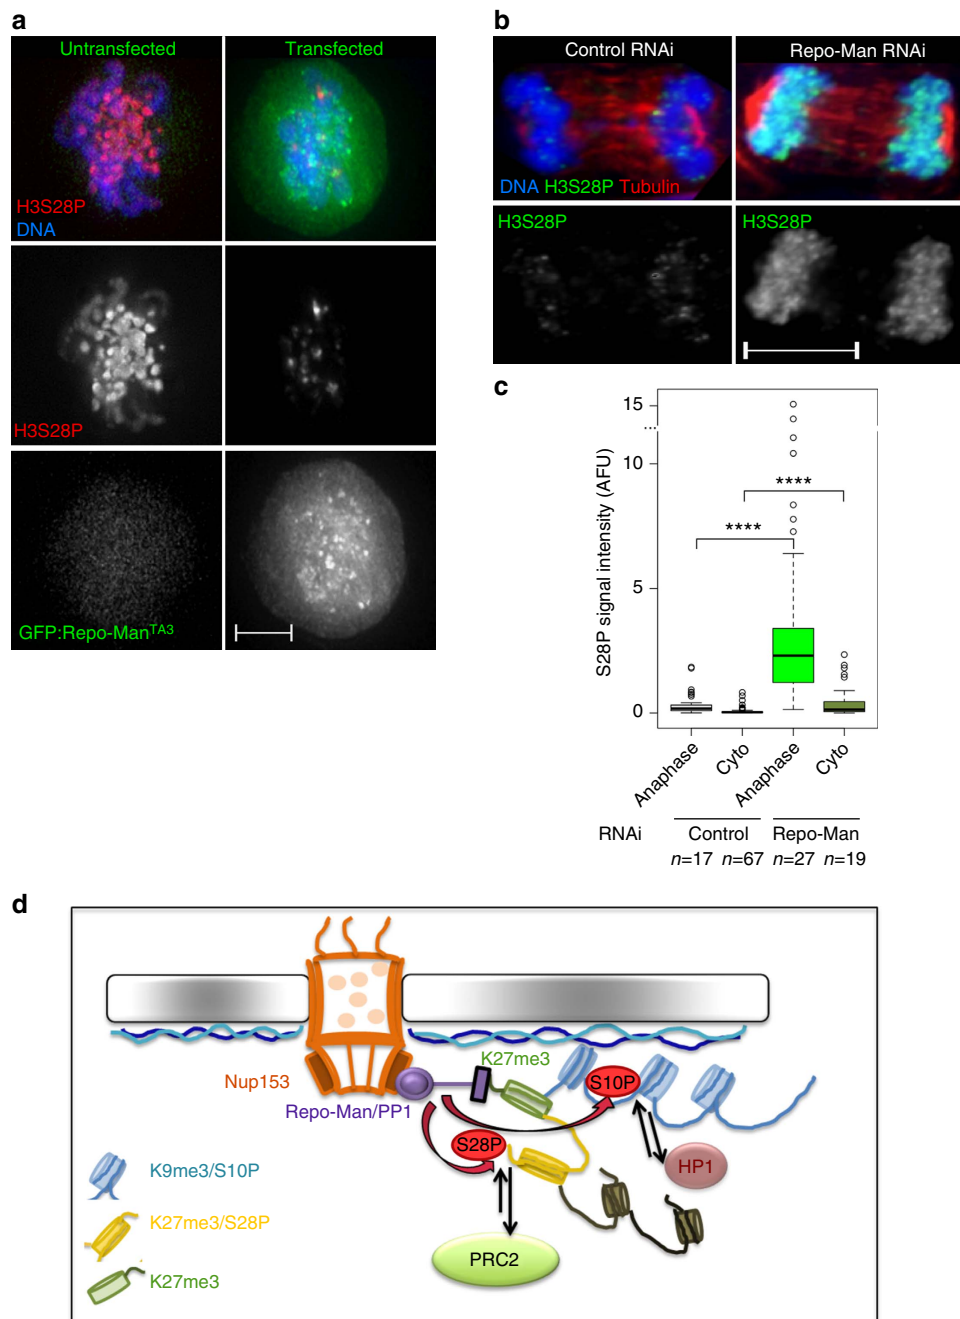 a
Untransfected
Transfected
H3S28P
DNA
H3S28P
GFP:Repo-Man^TA3
b
Control RNAi
Repo-Man RNAi
DNA H3S28P Tubulin
H3S28P
H3S28P
c
S28P signal intensity (AFU)
15
...
10
5
0
****
****
Anaphase
Cyto
Anaphase
Cyto
RNAi
Control
Repo-Man
n=17 n=67 n=27 n=19
d
Nup153
Repo-Man/PP1
K27me3
S10P
S28P
HP1
PRC2
K9me3/S10P
K27me3/S28P
K27me3